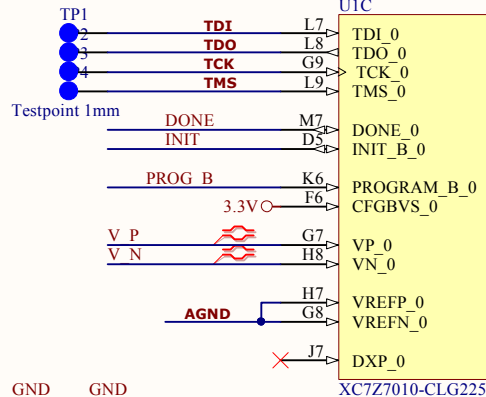 TP1 U1C
2 TDI L7 TDI_0
3 TDO L8 TDO_0
4 TCK G9 TCK_0
TMS L9 TMS_0
Testpoint 1mm
DONE M7 DONE_0
INIT D5 INIT_B_0
PROG_B K6 PROGRAM_B_0
3.3V F6 CFGBVS_0
V_P G7 VP_0
V_N H8 VN_0
H7 VREFP_0
AGND G8 VREFN_0
J7 DXP_0
GND GND XC7Z7010-CLG225